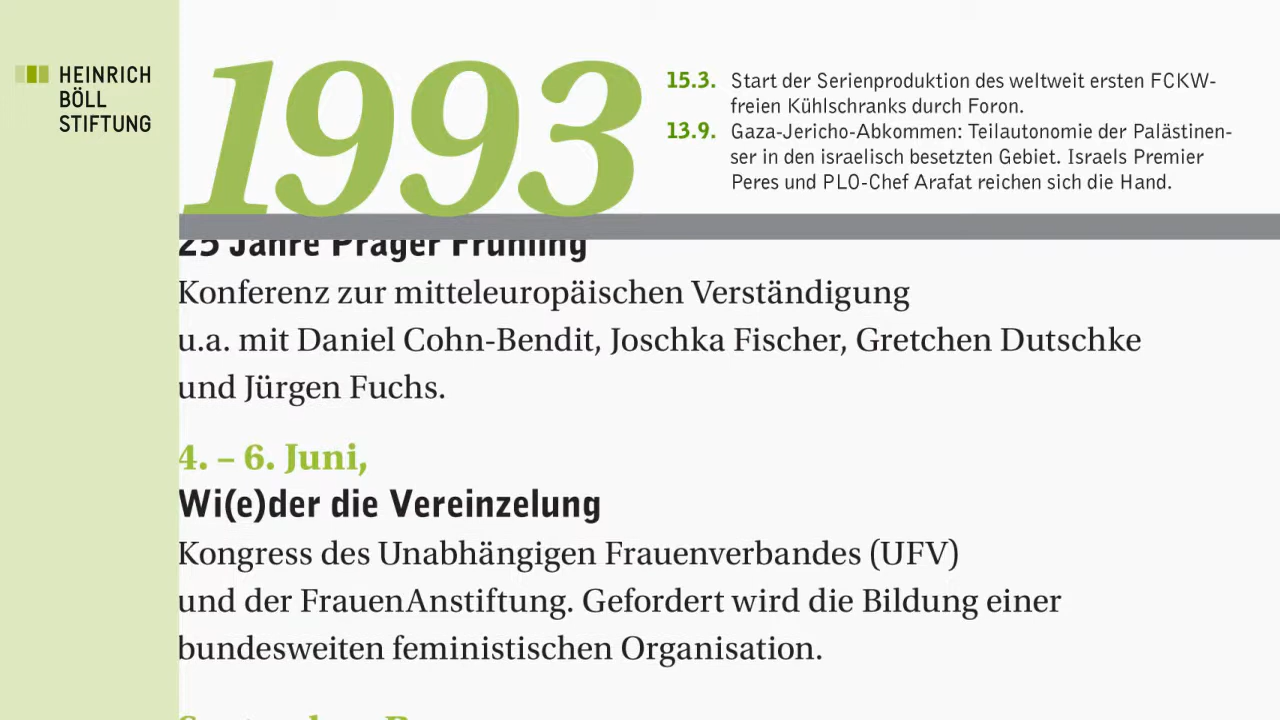 HEINRICH
BÖLL
STIFTUNG
1993
15.3. Start der Serienproduktion des weltweit ersten FCKW-
freien Kühlschranks durch Foron.
13.9. Gaza-Jericho-Abkommen: Teilautonomie der Palästinen-
ser in den israelisch besetzten Gebiet. Israels Premier
Peres und PLO-Chef Arafat reichen sich die Hand.
25 Jahre Prager Frühling
Konferenz zur mitteleuropäischen Verständigung
u.a. mit Daniel Cohn-Bendit, Joschka Fischer, Gretchen Dutschke
und Jürgen Fuchs.
4. – 6. Juni,
Wi(e)der die Vereinzelung
Kongress des Unabhängigen Frauenverbandes (UFV)
und der FrauenAnstiftung. Gefordert wird die Bildung einer
bundesweiten feministischen Organisation.